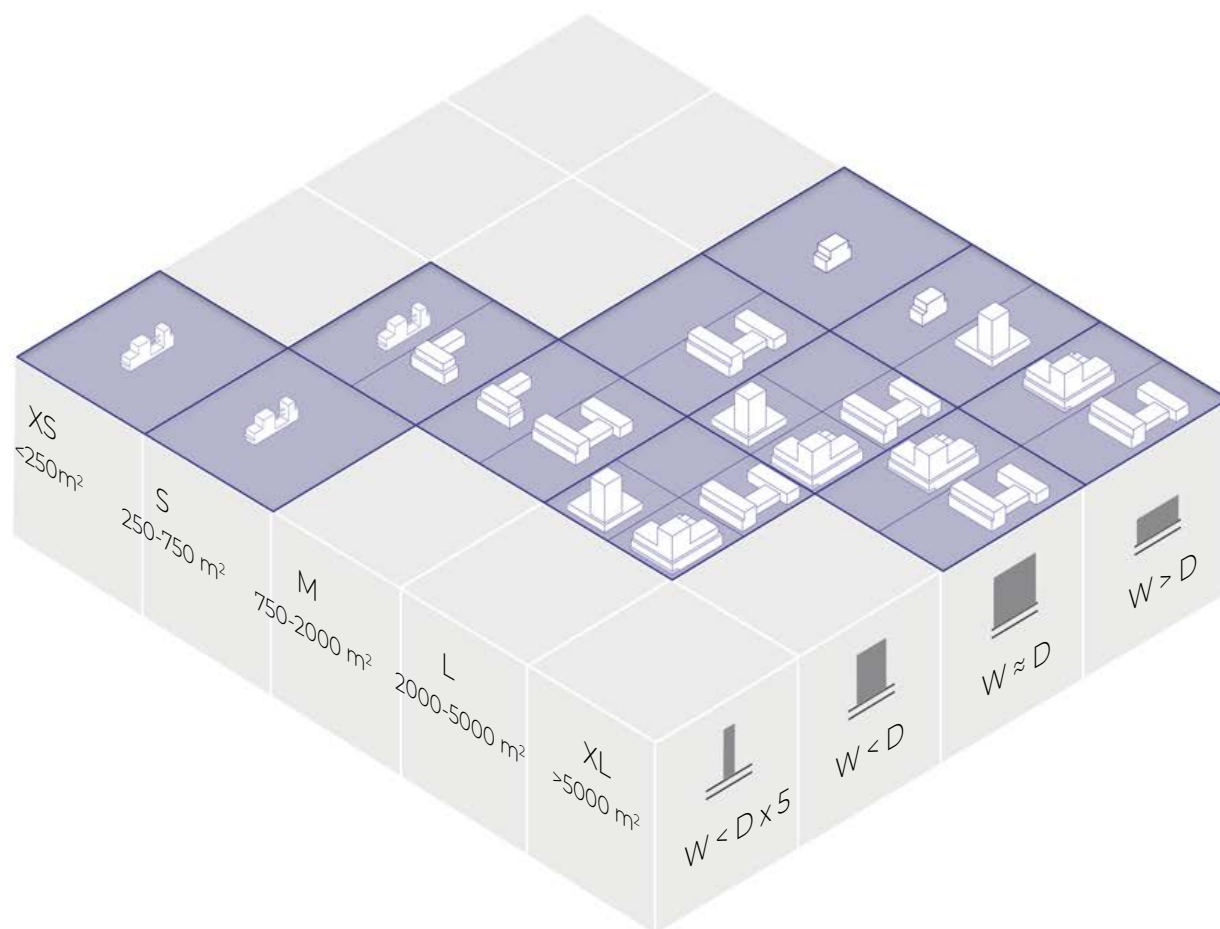 XS
<250m²
S
250-750 m²
M
750-2000 m²
L
2000-5000 m²
XL
>5000 m²
W < D x 5
W < D
W ≈ D
W > D